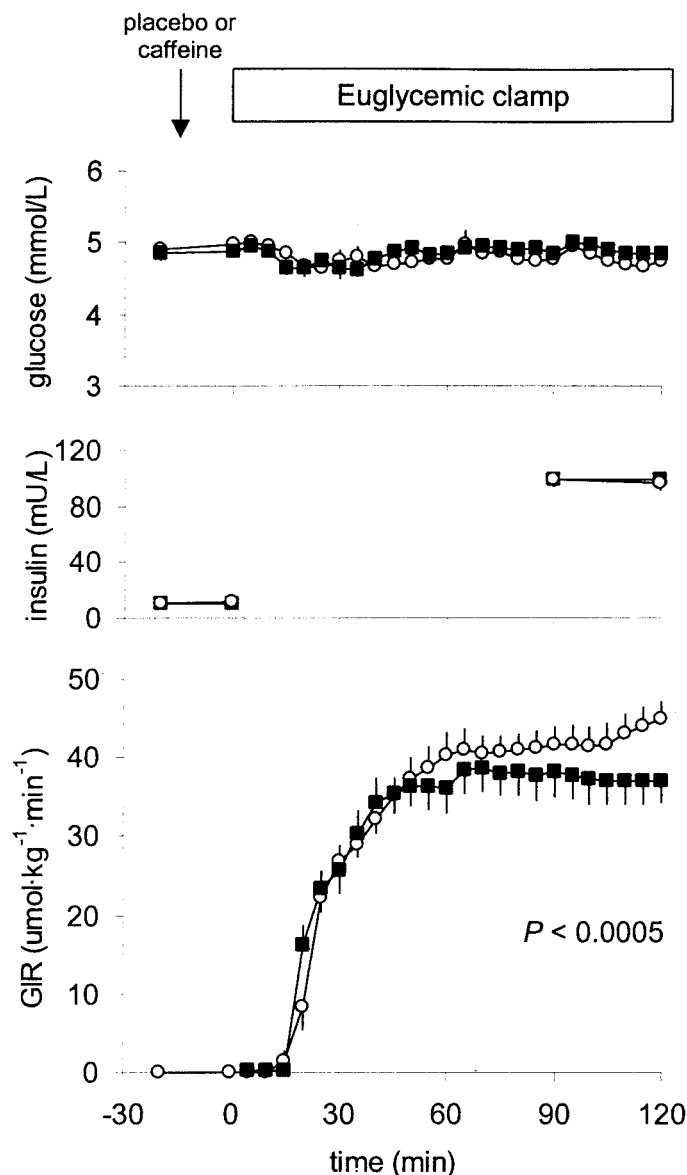 placebo or
caffeine
Euglycemic clamp
6
5
4
3
glucose (mmol/L)
120
80
40
0
insulin (mU/L)
50
40
30
20
10
0
GIR (umol·kg⁻¹·min⁻¹)
P < 0.0005
-30 0 30 60 90 120
time (min)